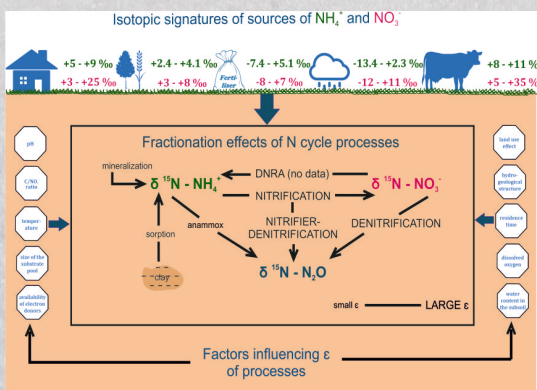 Isotopic signatures of sources of NH₄⁺ and NO₃⁻
+5 - +9 ‰ +2.4 - +4.1 ‰ Ferti- -7.4 - +5.1 ‰ -13.4 - +2.3 ‰ +8 - +11 %
+3 - +25 ‰ +3 - +8 ‰ liser -8 - +7 ‰ -12 - +11 ‰ +5 - +35 %
Fractionation effects of N cycle processes
pH
C/NO₃
ratio
temper-
ature
size of the
substrate
pool
availability
of electron
donors
mineralization
DNRA (no data)
δ ¹⁵N - NH₄⁺
δ ¹⁵N - NO₃⁻
NITRIFICATION
NITRIFIER-
DENITRIFICATION
DENITRIFICATION
sorption
anammox
clay
δ ¹⁵N - N₂O
small ε
LARGE ε
land use
effect
hydro-
geological
structure
residence
time
dissolved
oxygen
water
content in
the subsoil
Factors influencing ε
of processes